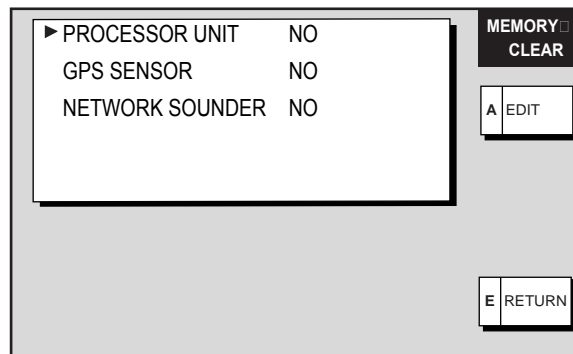 MEMORY
CLEAR
▶PROCESSOR UNIT NO
GPS SENSOR NO
NETWORK SOUNDER NO
A EDIT
E RETURN